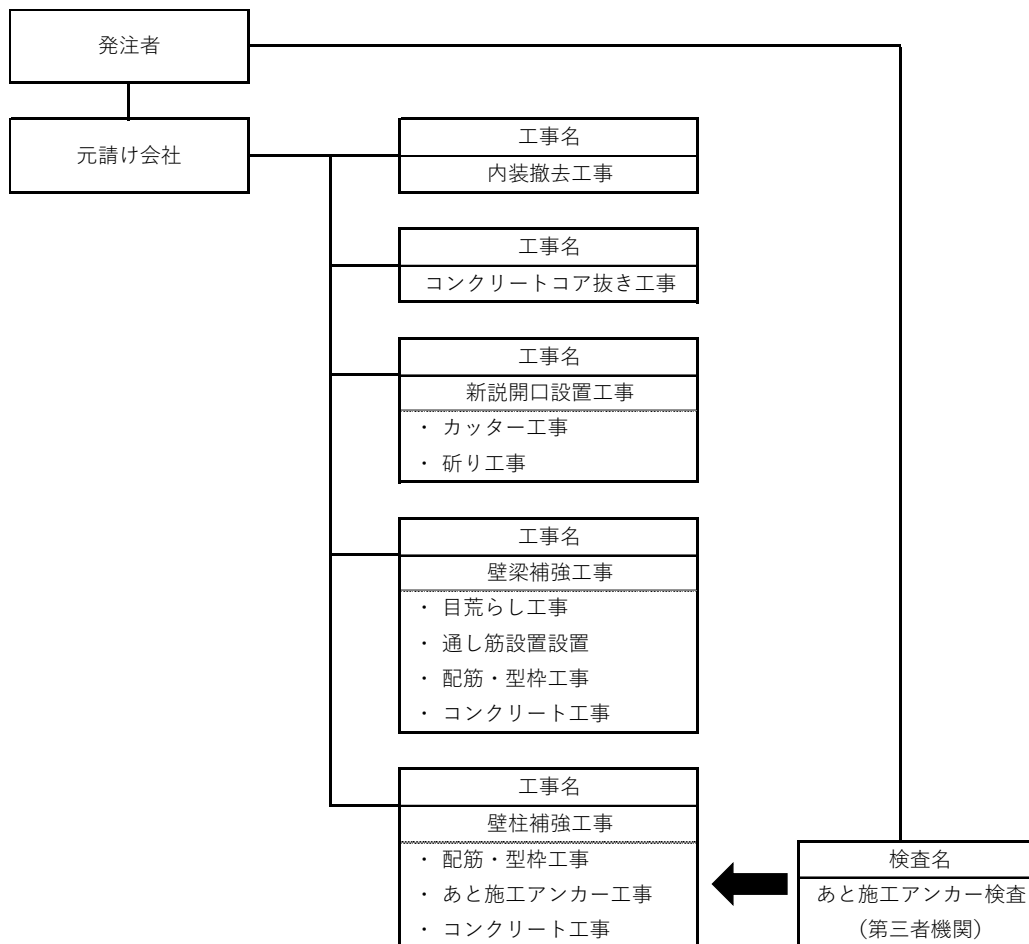 発注者
元請け会社
工事名
内装撤去工事
工事名
コンクリートコア抜き工事
工事名
新説開口設置工事
・ カッター工事
・ 斫り工事
工事名
壁梁補強工事
・ 目荒らし工事
・ 通し筋設置設置
・ 配筋・型枠工事
・ コンクリート工事
工事名
壁柱補強工事
・ 配筋・型枠工事
・ あと施工アンカー工事
・ コンクリート工事
検査名
あと施工アンカー検査
（第三者機関）